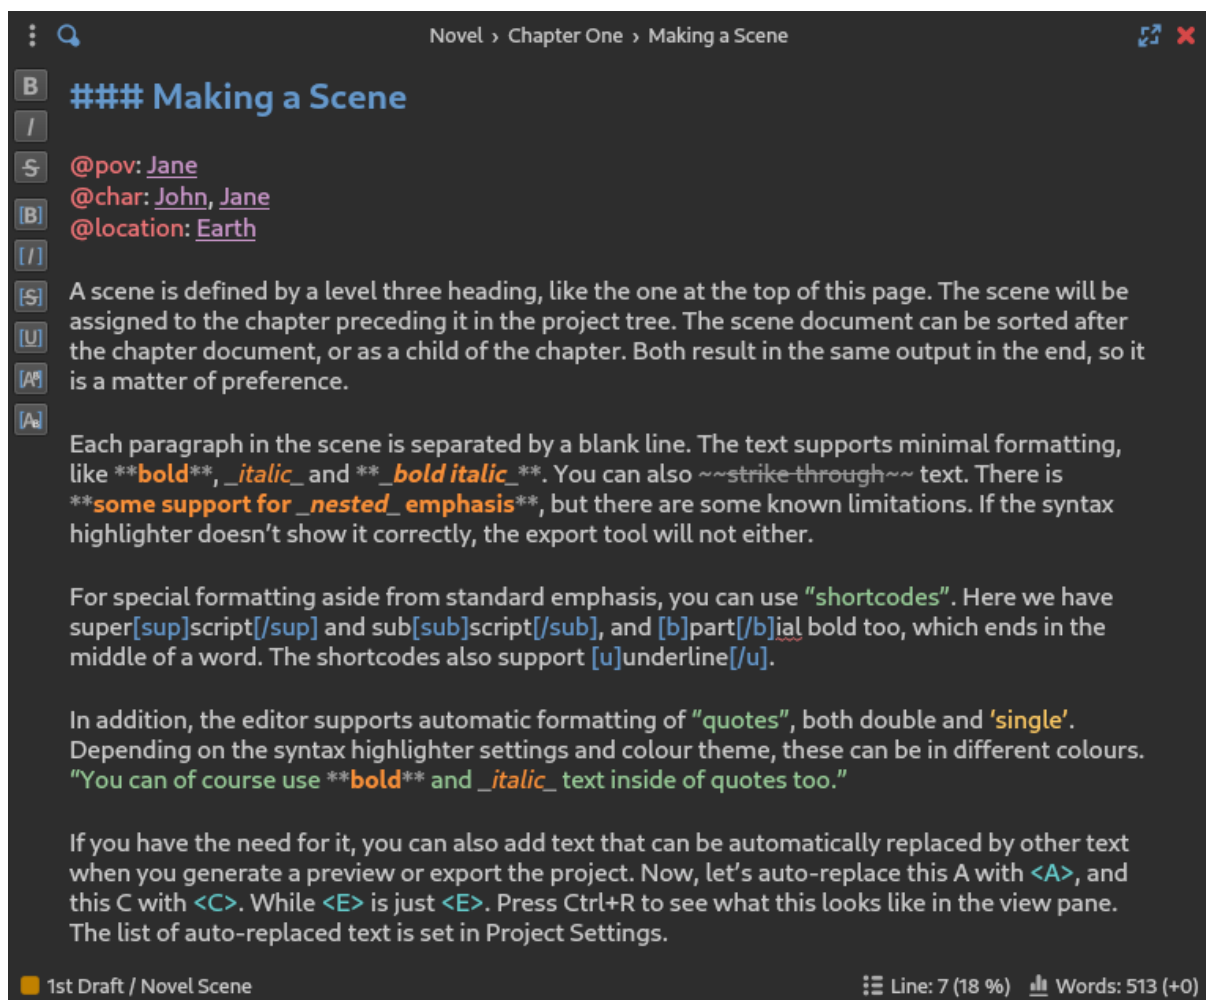 Novel › Chapter One › Making a Scene
B
### Making a Scene
I
@pov: Jane
S
@char: John, Jane
[B]
@location: Earth
[I]
A scene is defined by a level three heading, like the one at the top of this page. The scene will be
[S]
assigned to the chapter preceding it in the project tree. The scene document can be sorted after
[U]
the chapter document, or as a child of the chapter. Both result in the same output in the end, so it
[AB]
is a matter of preference.
[AB]
Each paragraph in the scene is separated by a blank line. The text supports minimal formatting,
like **bold**, _italic_ and **_bold italic_**. You can also ~~strike through~~ text. There is
**some support for _nested_ emphasis**, but there are some known limitations. If the syntax
highlighter doesn’t show it correctly, the export tool will not either.
For special formatting aside from standard emphasis, you can use “shortcodes”. Here we have
super[sup]script[/sup] and sub[sub]script[/sub], and [b]part[/b]ial bold too, which ends in the
middle of a word. The shortcodes also support [u]underline[/u].
In addition, the editor supports automatic formatting of “quotes”, both double and ‘single’.
Depending on the syntax highlighter settings and colour theme, these can be in different colours.
“You can of course use **bold** and _italic_ text inside of quotes too.”
If you have the need for it, you can also add text that can be automatically replaced by other text
when you generate a preview or export the project. Now, let’s auto-replace this A with <A>, and
this C with <C>. While <E> is just <E>. Press Ctrl+R to see what this looks like in the view pane.
The list of auto-replaced text is set in Project Settings.
1st Draft / Novel Scene
Line: 7 (18 %)
Words: 513 (+0)